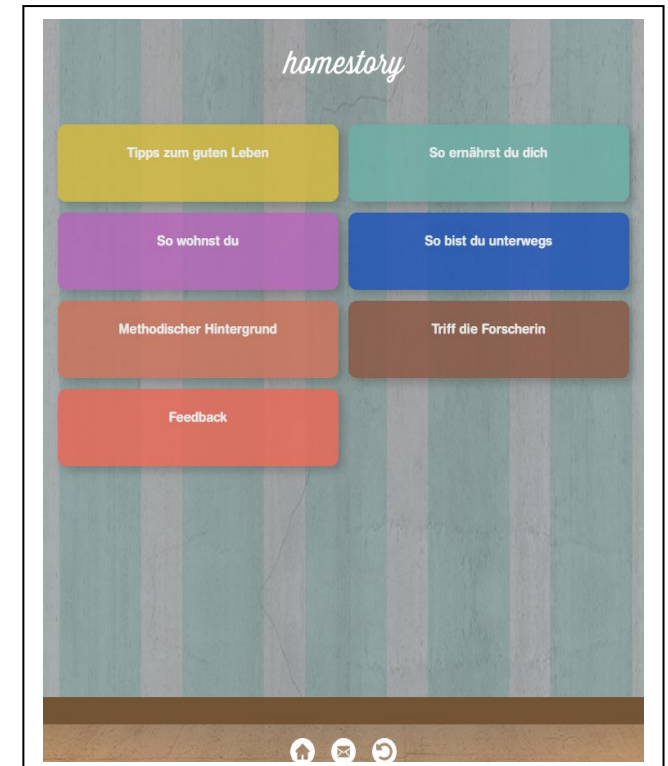 homestory
Tipps zum guten Leben
So ernährst du dich
So wohnst du
So bist du unterwegs
Methodischer Hintergrund
Triff die Forscherin
Feedback